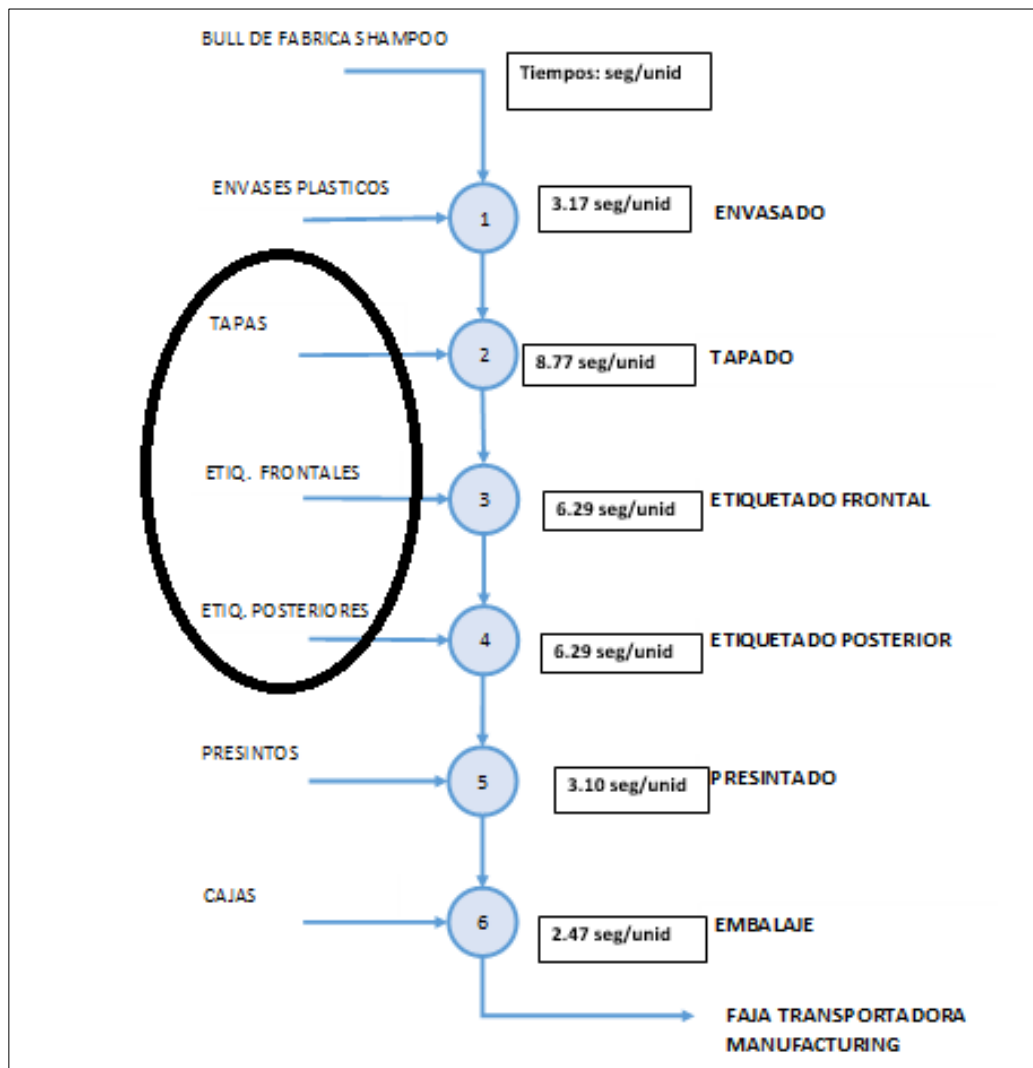 BULL DE FABRICA SHAMPOO
Tiempos: seg/unid
ENVASES PLASTICOS
1
3.17 seg/unid
ENVASADO
TAPAS
2
8.77 seg/unid
TAPADO
ETIQ. FRONTALES
3
6.29 seg/unid
ETIQUETADO FRONTAL
ETIQ. POSTERIORES
4
6.29 seg/unid
ETIQUETADO POSTERIOR
PRESINTOS
5
3.10 seg/unid
PRESINTADO
CAJAS
6
2.47 seg/unid
EMBALAJE
FAJA TRANSPORTADORA
MANUFACTURING